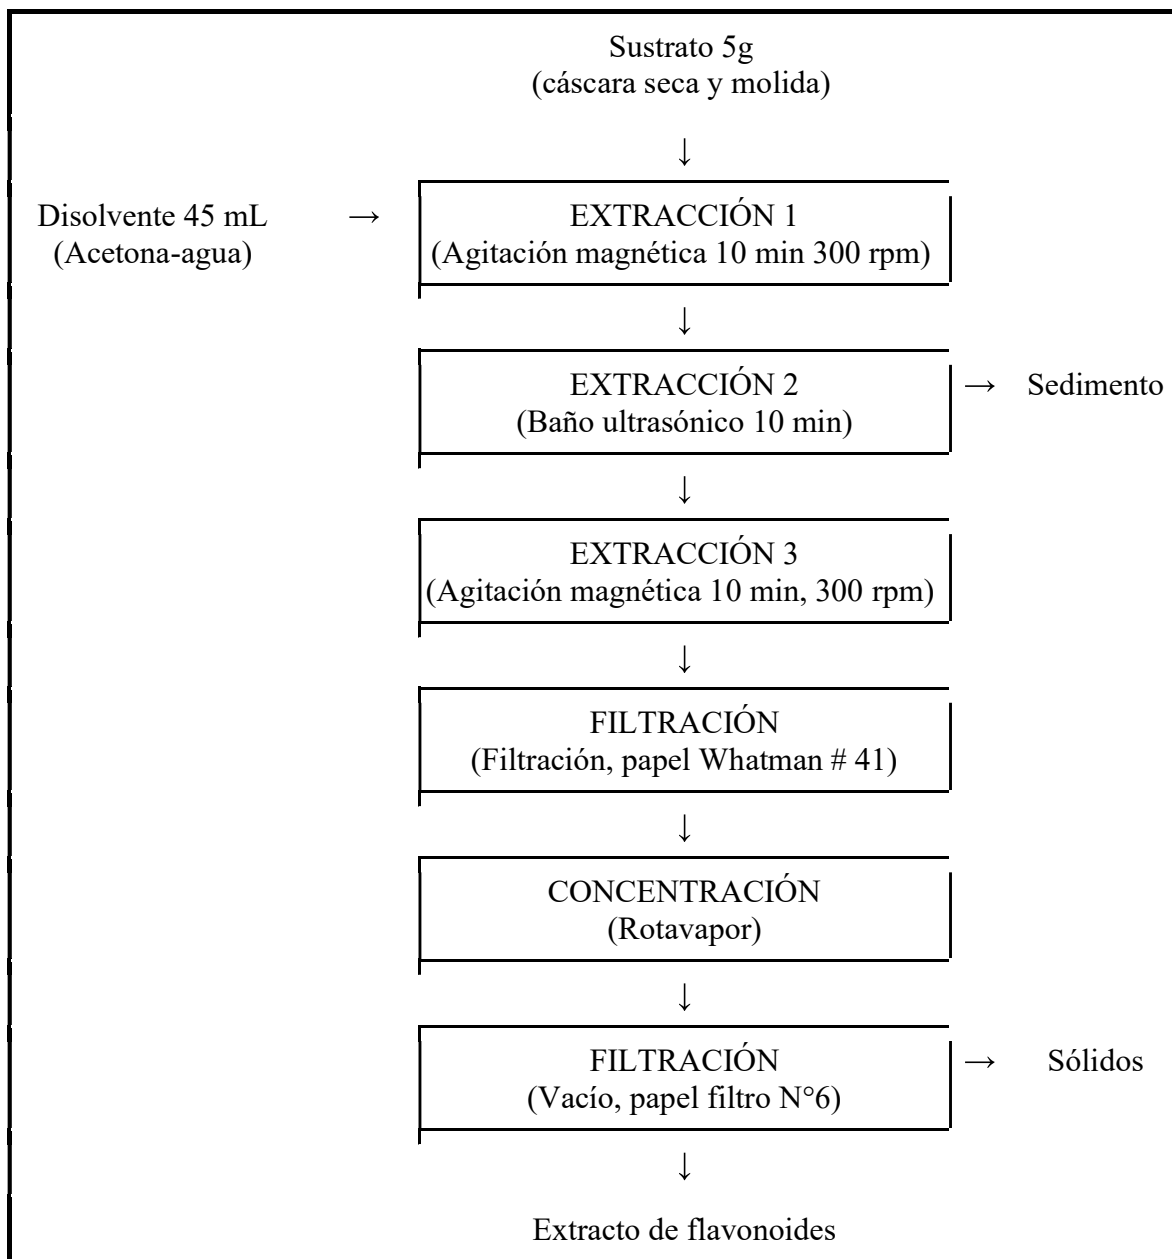 Sustrato 5g
(cáscara seca y molida)
↓
Disolvente 45 mL
(Acetona-agua)
→
EXTRACCIÓN 1
(Agitación magnética 10 min 300 rpm)
↓
EXTRACCIÓN 2
(Baño ultrasónico 10 min)
→ Sedimento
↓
EXTRACCIÓN 3
(Agitación magnética 10 min, 300 rpm)
↓
FILTRACIÓN
(Filtración, papel Whatman # 41)
↓
CONCENTRACIÓN
(Rotavapor)
↓
FILTRACIÓN
(Vacío, papel filtro N°6)
→ Sólidos
↓
Extracto de flavonoides